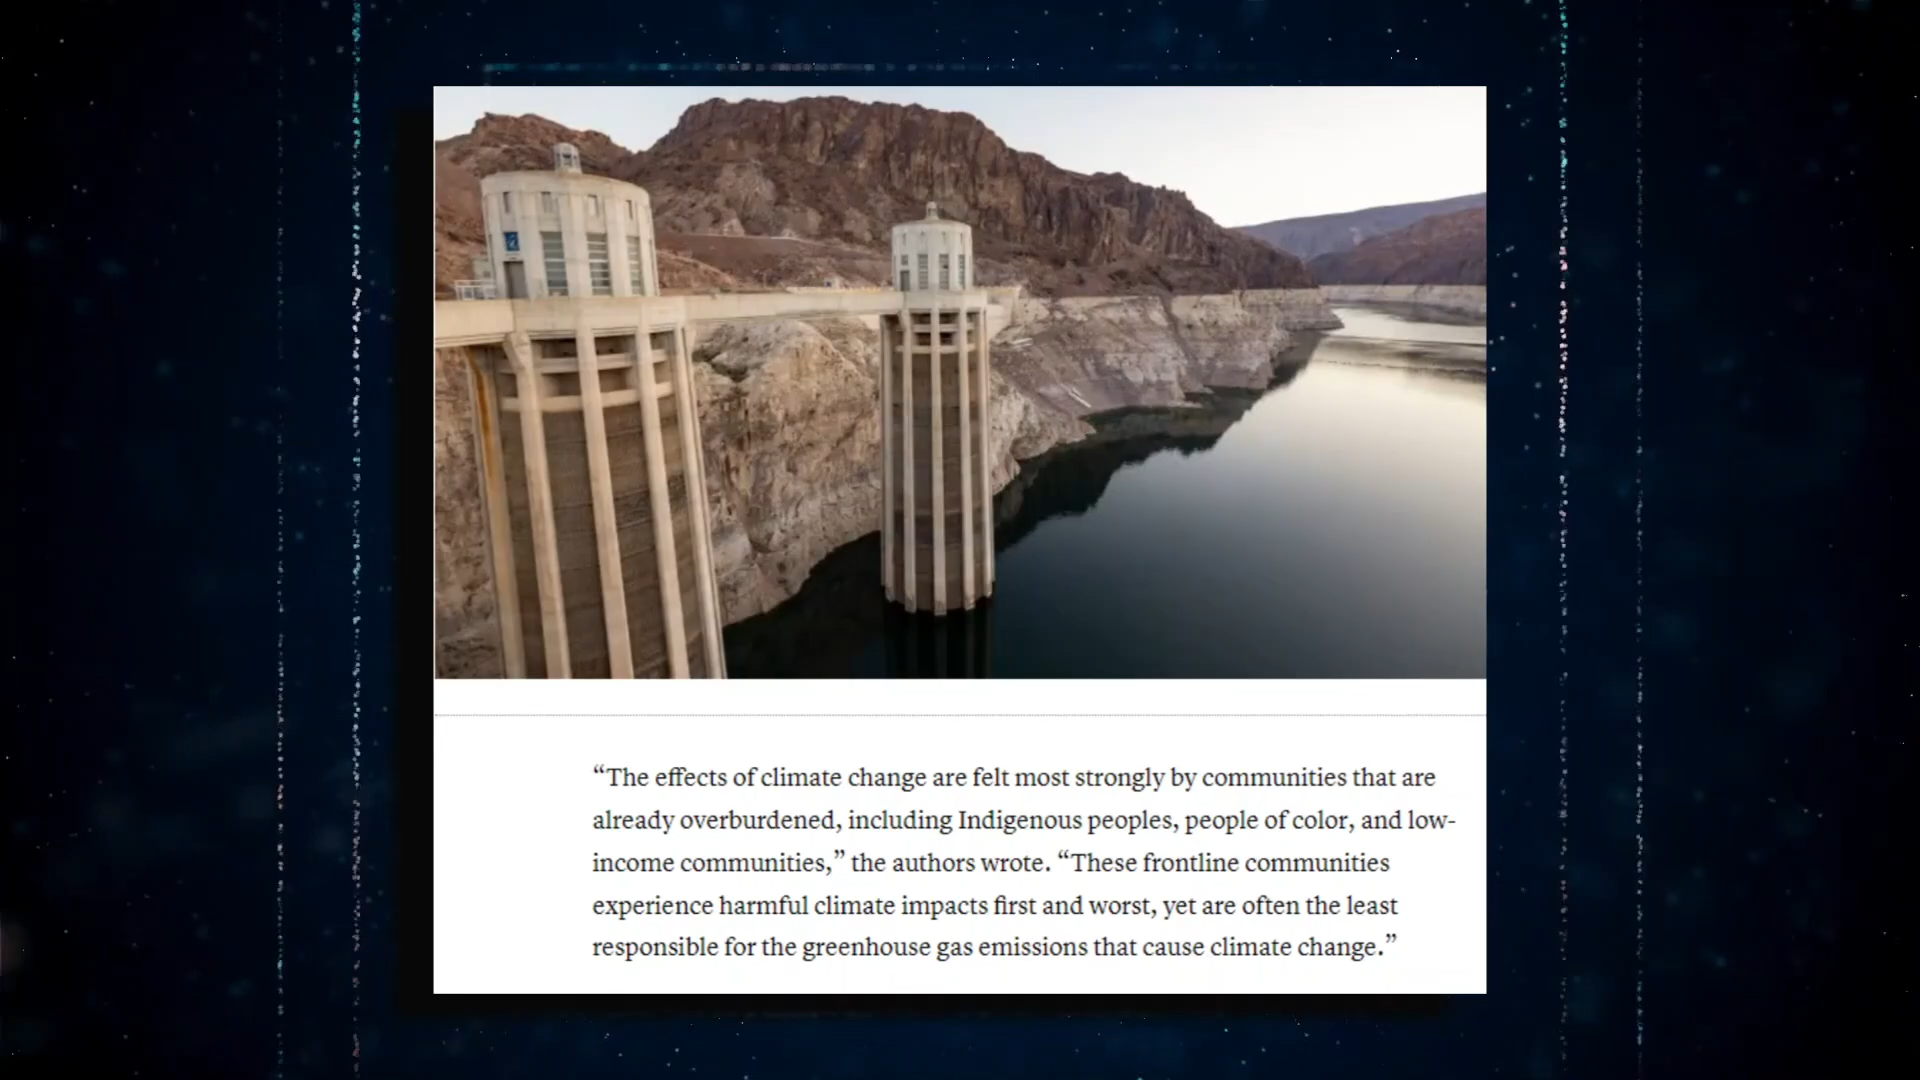 “The effects of climate change are felt most strongly by communities that are
already overburdened, including Indigenous peoples, people of color, and low-
income communities,” the authors wrote. “These frontline communities
experience harmful climate impacts first and worst, yet are often the least
responsible for the greenhouse gas emissions that cause climate change.”